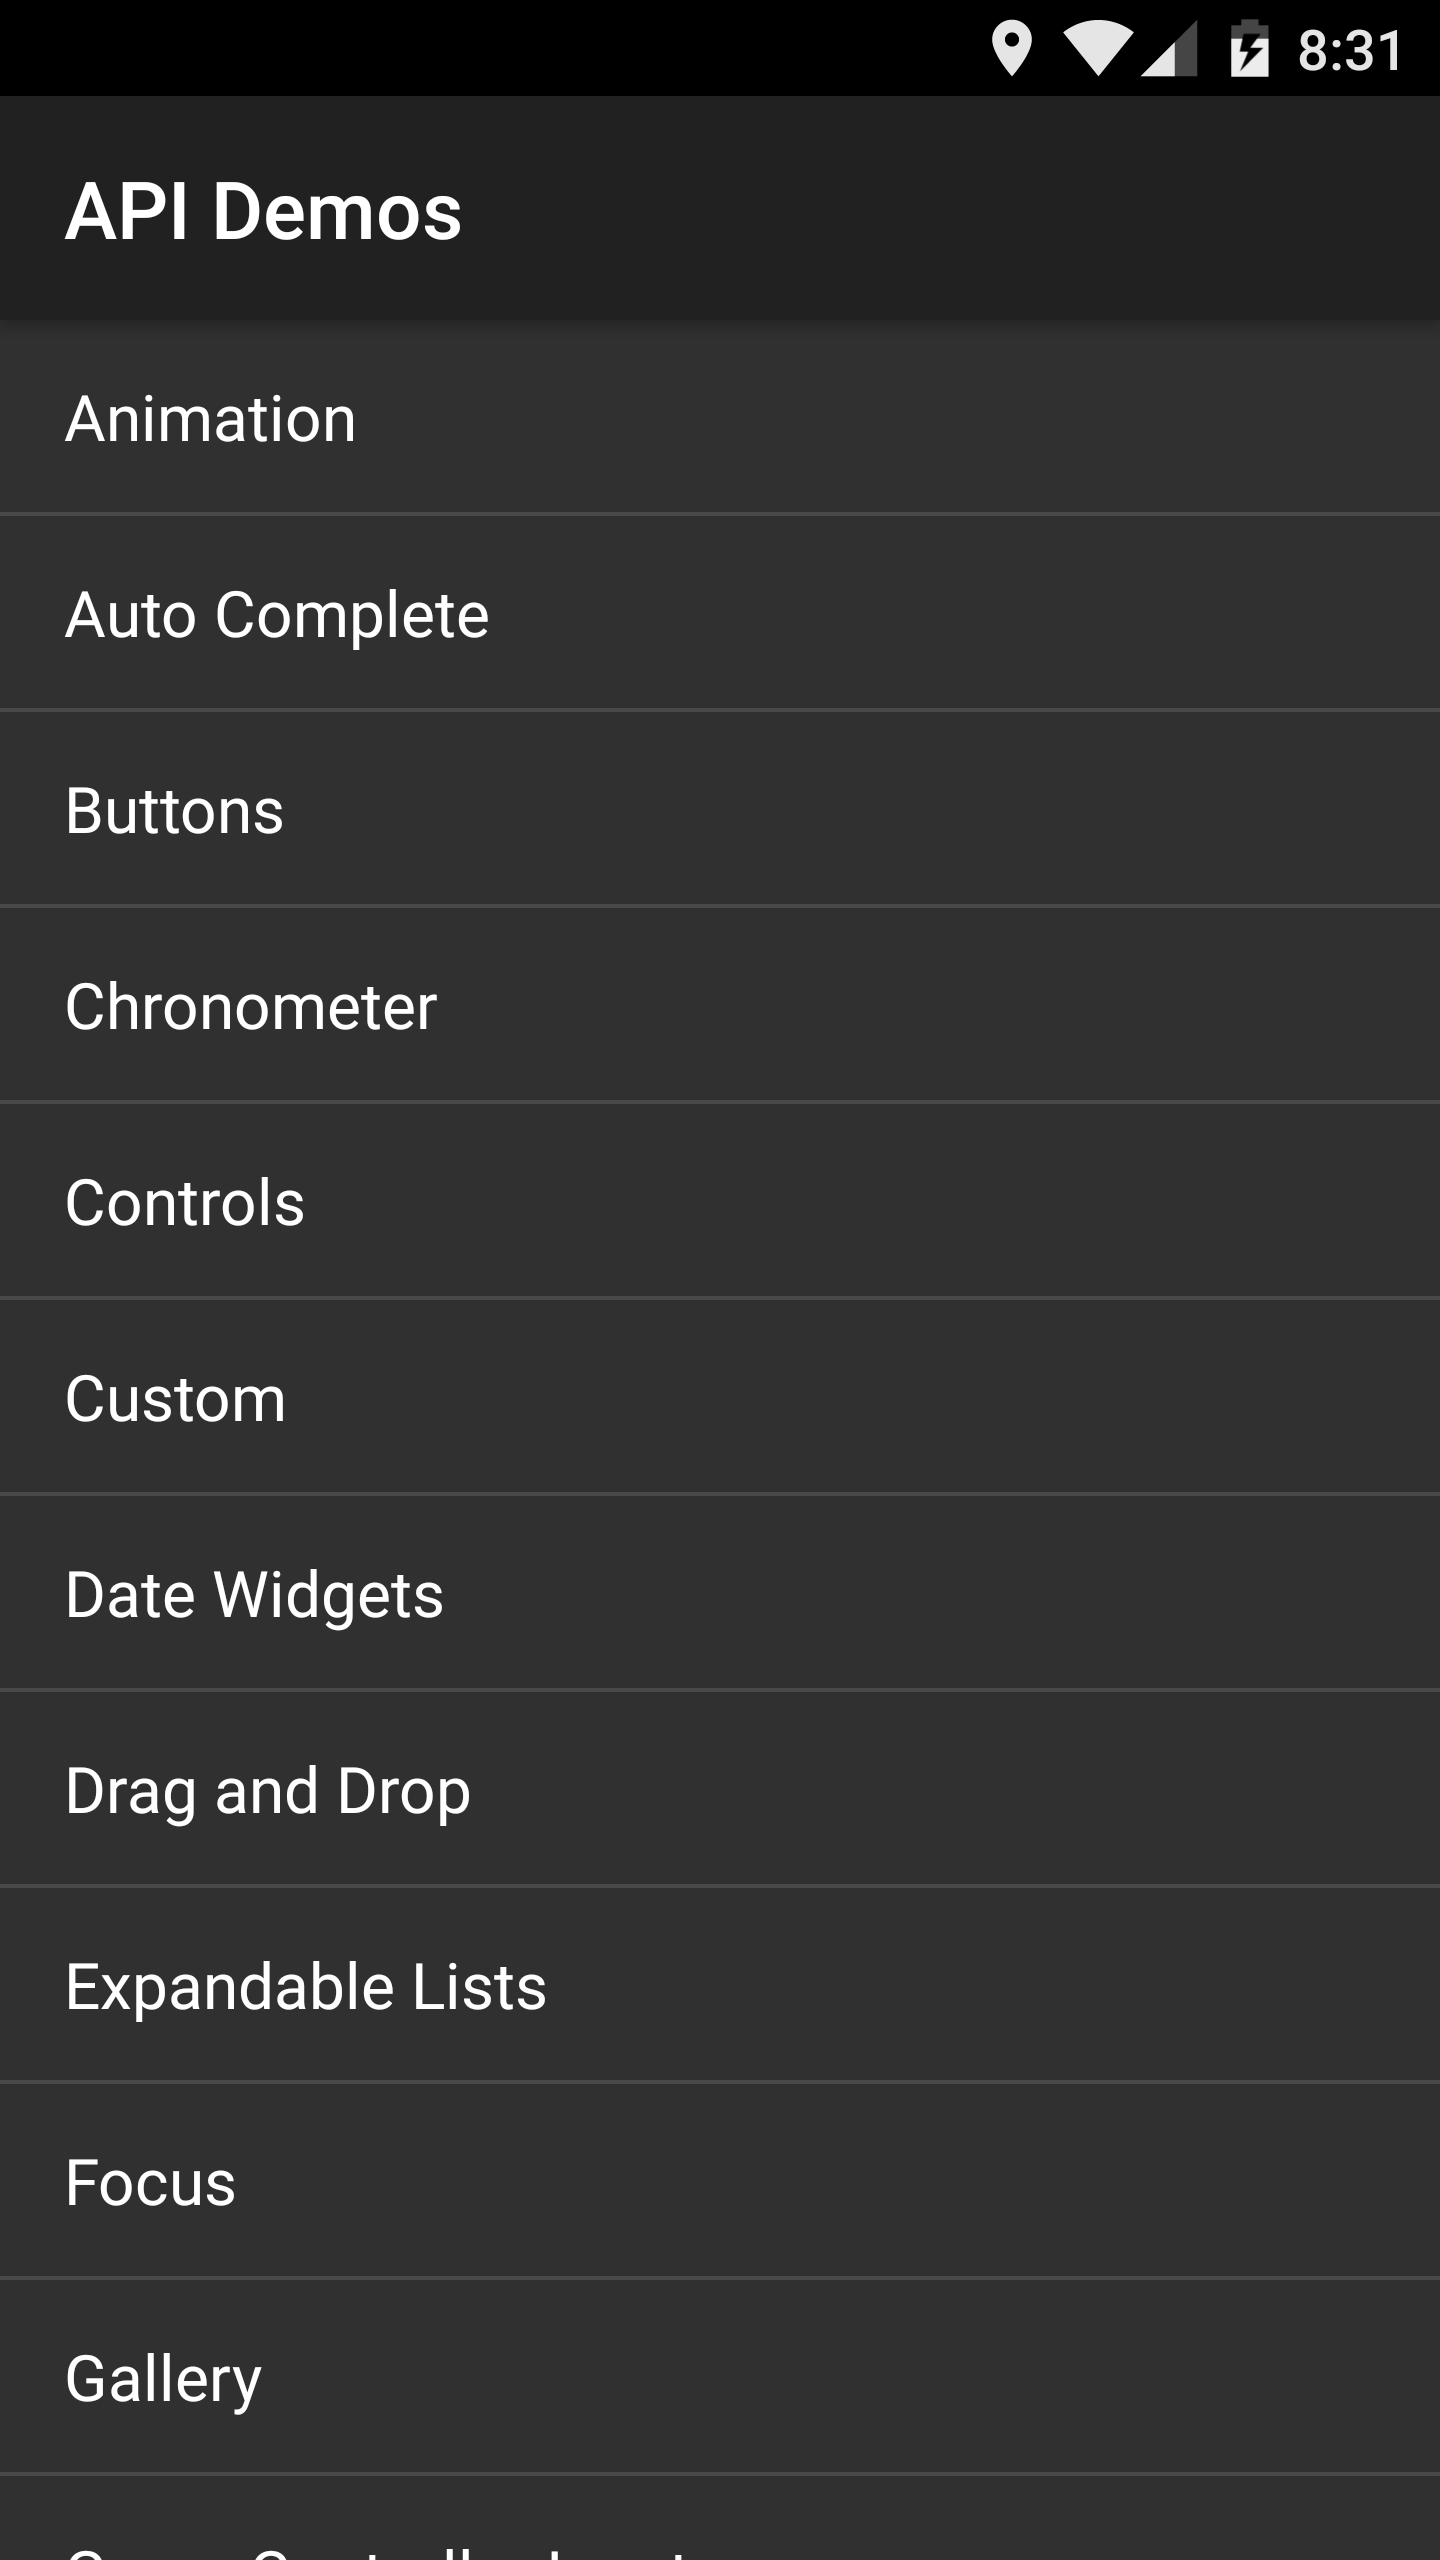 8:31
API Demos
Animation
Auto Complete
Buttons
Chronometer
Controls
Custom
Date Widgets
Drag and Drop
Expandable Lists
Focus
Gallery